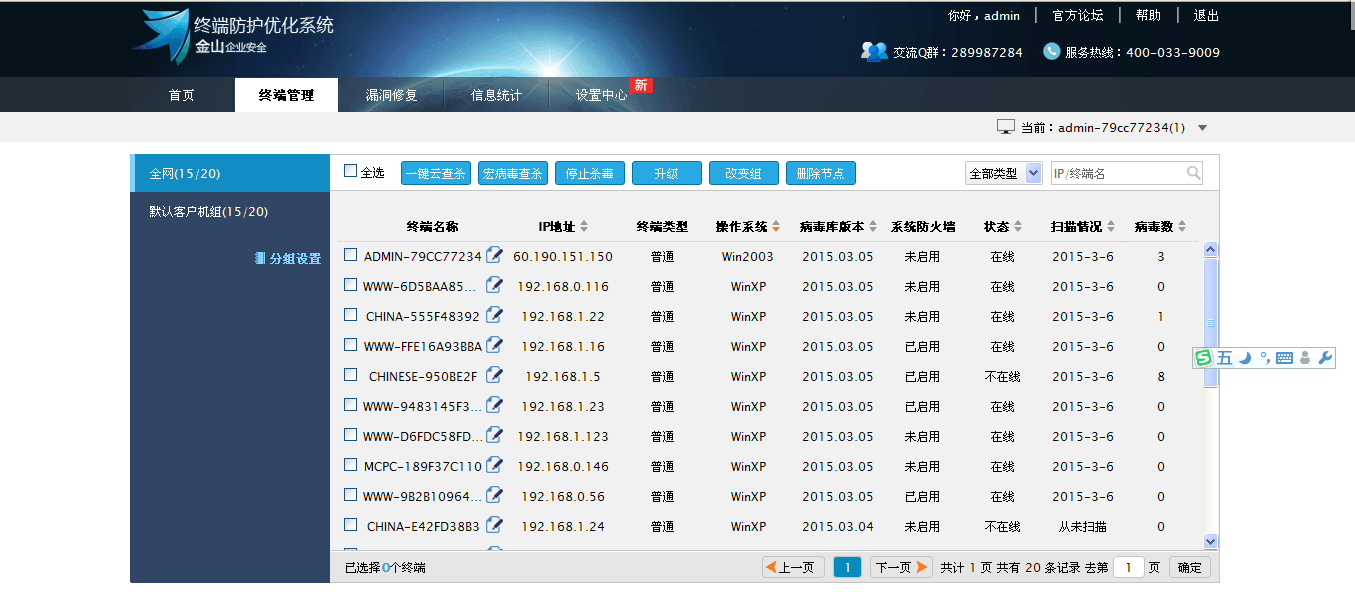 终端防护优化系统
金山企业安全
你好，admin | 官方论坛 | 帮助 | 退出
交流Q群：289987284 服务热线：400-033-9009
首页 终端管理 漏洞修复 信息统计 设置中心 新
当前：admin-79cc77234(1)
全网(15/20)
默认客户机组(15/20)
分组设置
全选 一键云查杀 宏病毒查杀 停止杀毒 升级 改变组 删除节点 全部类型 IP/终端名
终端名称 IP地址 终端类型 操作系统 病毒库版本 系统防火墙 状态 扫描情况 病毒数
ADMIN-79CC77234 60.190.151.150 普通 Win2003 2015.03.05 未启用 在线 2015-3-6 3
WWW-6D5BAA85... 192.168.0.116 普通 WinXP 2015.03.05 未启用 在线 2015-3-6 0
CHINA-555F48392 192.168.1.22 普通 WinXP 2015.03.05 未启用 在线 2015-3-6 1
WWW-FFE16A93BBA 192.168.1.16 普通 WinXP 2015.03.05 已启用 在线 2015-3-6 0
CHINESE-950BE2F 192.168.1.5 普通 WinXP 2015.03.05 已启用 不在线 2015-3-6 8
WWW-9483145F3... 192.168.1.23 普通 WinXP 2015.03.05 已启用 在线 2015-3-6 0
WWW-D6FDC58FD... 192.168.1.123 普通 WinXP 2015.03.05 未启用 在线 2015-3-6 0
MCPC-189F37C110 192.168.0.146 普通 WinXP 2015.03.05 未启用 在线 2015-3-6 0
WWW-9B2B10964... 192.168.0.56 普通 WinXP 2015.03.05 已启用 在线 2015-3-6 0
CHINA-E42FD38B3 192.168.1.24 普通 WinXP 2015.03.04 未启用 不在线 从未扫描 0
五
已选择0个终端 上一页 1 下一页 共计 1 页 共有 20 条记录 去第 1 页 确定